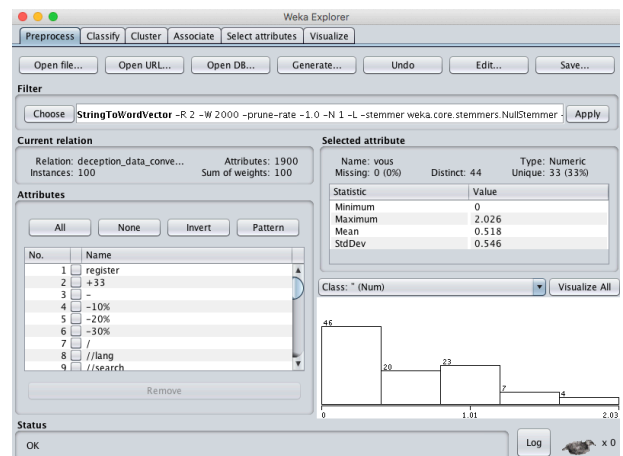 Weka Explorer
Preprocess Classify Cluster Associate Select attributes Visualize
Open file... Open URL... Open DB... Generate... Undo Edit... Save...
Filter
Choose StringToWordVector -R 2 -W 2000 -prune-rate -1.0 -N 1 -L -stemmer weka.core.stemmers.NullStemmer - Apply
Current relation
Relation: deception_data_conve... Attributes: 1900
Instances: 100 Sum of weights: 100
Attributes
All None Invert Pattern
No. Name
1 register
2 +33
3 -
4 -10%
5 -20%
6 -30%
7 /
8 //lang
9 //search
Remove
Selected attribute
Name: vous Type: Numeric
Missing: 0 (0%) Distinct: 44 Unique: 33 (33%)
Statistic Value
Minimum 0
Maximum 2.026
Mean 0.518
StdDev 0.546
Class: " (Num) Visualize All
46
20
23
7
4
0 1.01 2.03
Status
OK
Log x 0